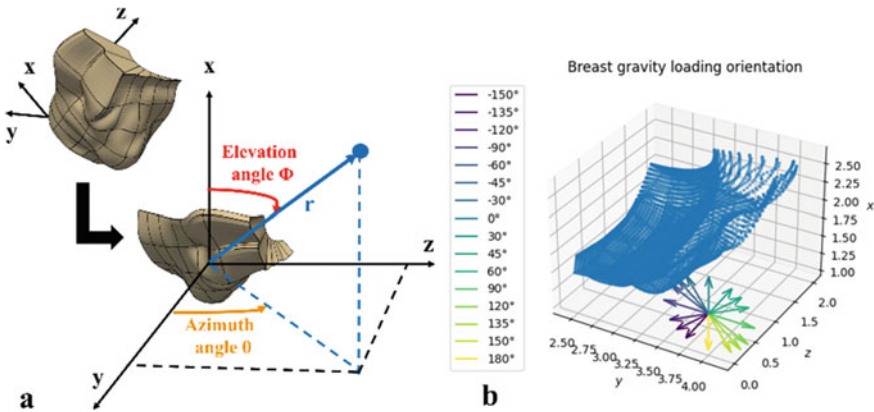 z
x
y
x
Elevation
angle Φ
r
z
Azimuth
angle θ
y
a
Breast gravity loading orientation
-150°
-135°
-120°
-90°
-60°
-45°
-30°
0°
30°
45°
60°
90°
120°
135°
150°
180°
2.50
2.25
2.00
1.75
1.50
1.25
1.00
x
2.0
1.5
1.0
0.5
0.0
z
2.50
2.75
3.00
3.25
3.50
3.75
4.00
y
b